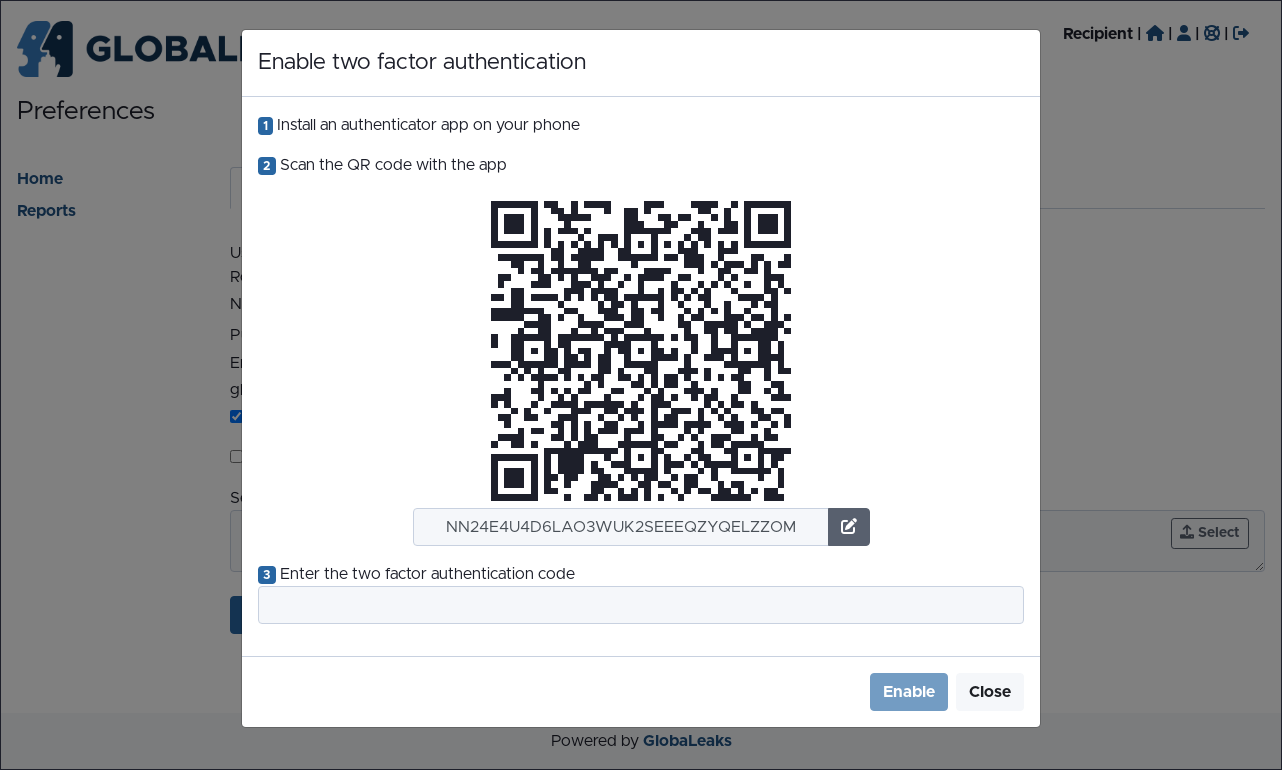 GLOBAL
Recipient | | | |
Enable two factor authentication
Preferences
1 Install an authenticator app on your phone
2 Scan the QR code with the app
Home
Reports
NN24E4U4D6LAO3WUK2SEEEQZYQELZZOM
Select
3 Enter the two factor authentication code
Enable Close
Powered by GlobaLeaks